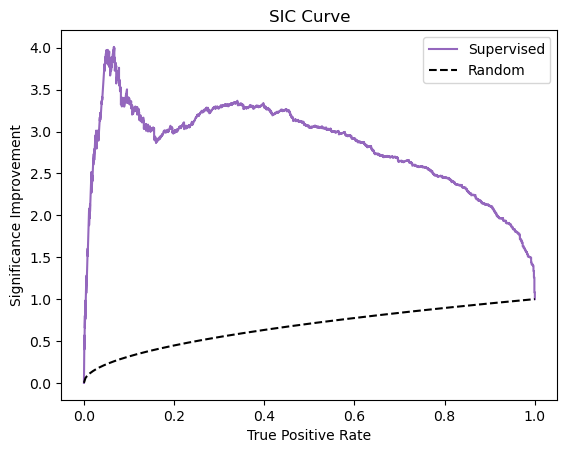 SIC Curve
Supervised
Random
Significance Improvement
4.0
3.5
3.0
2.5
2.0
1.5
1.0
0.5
0.0
0.0 0.2 0.4 0.6 0.8 1.0
True Positive Rate